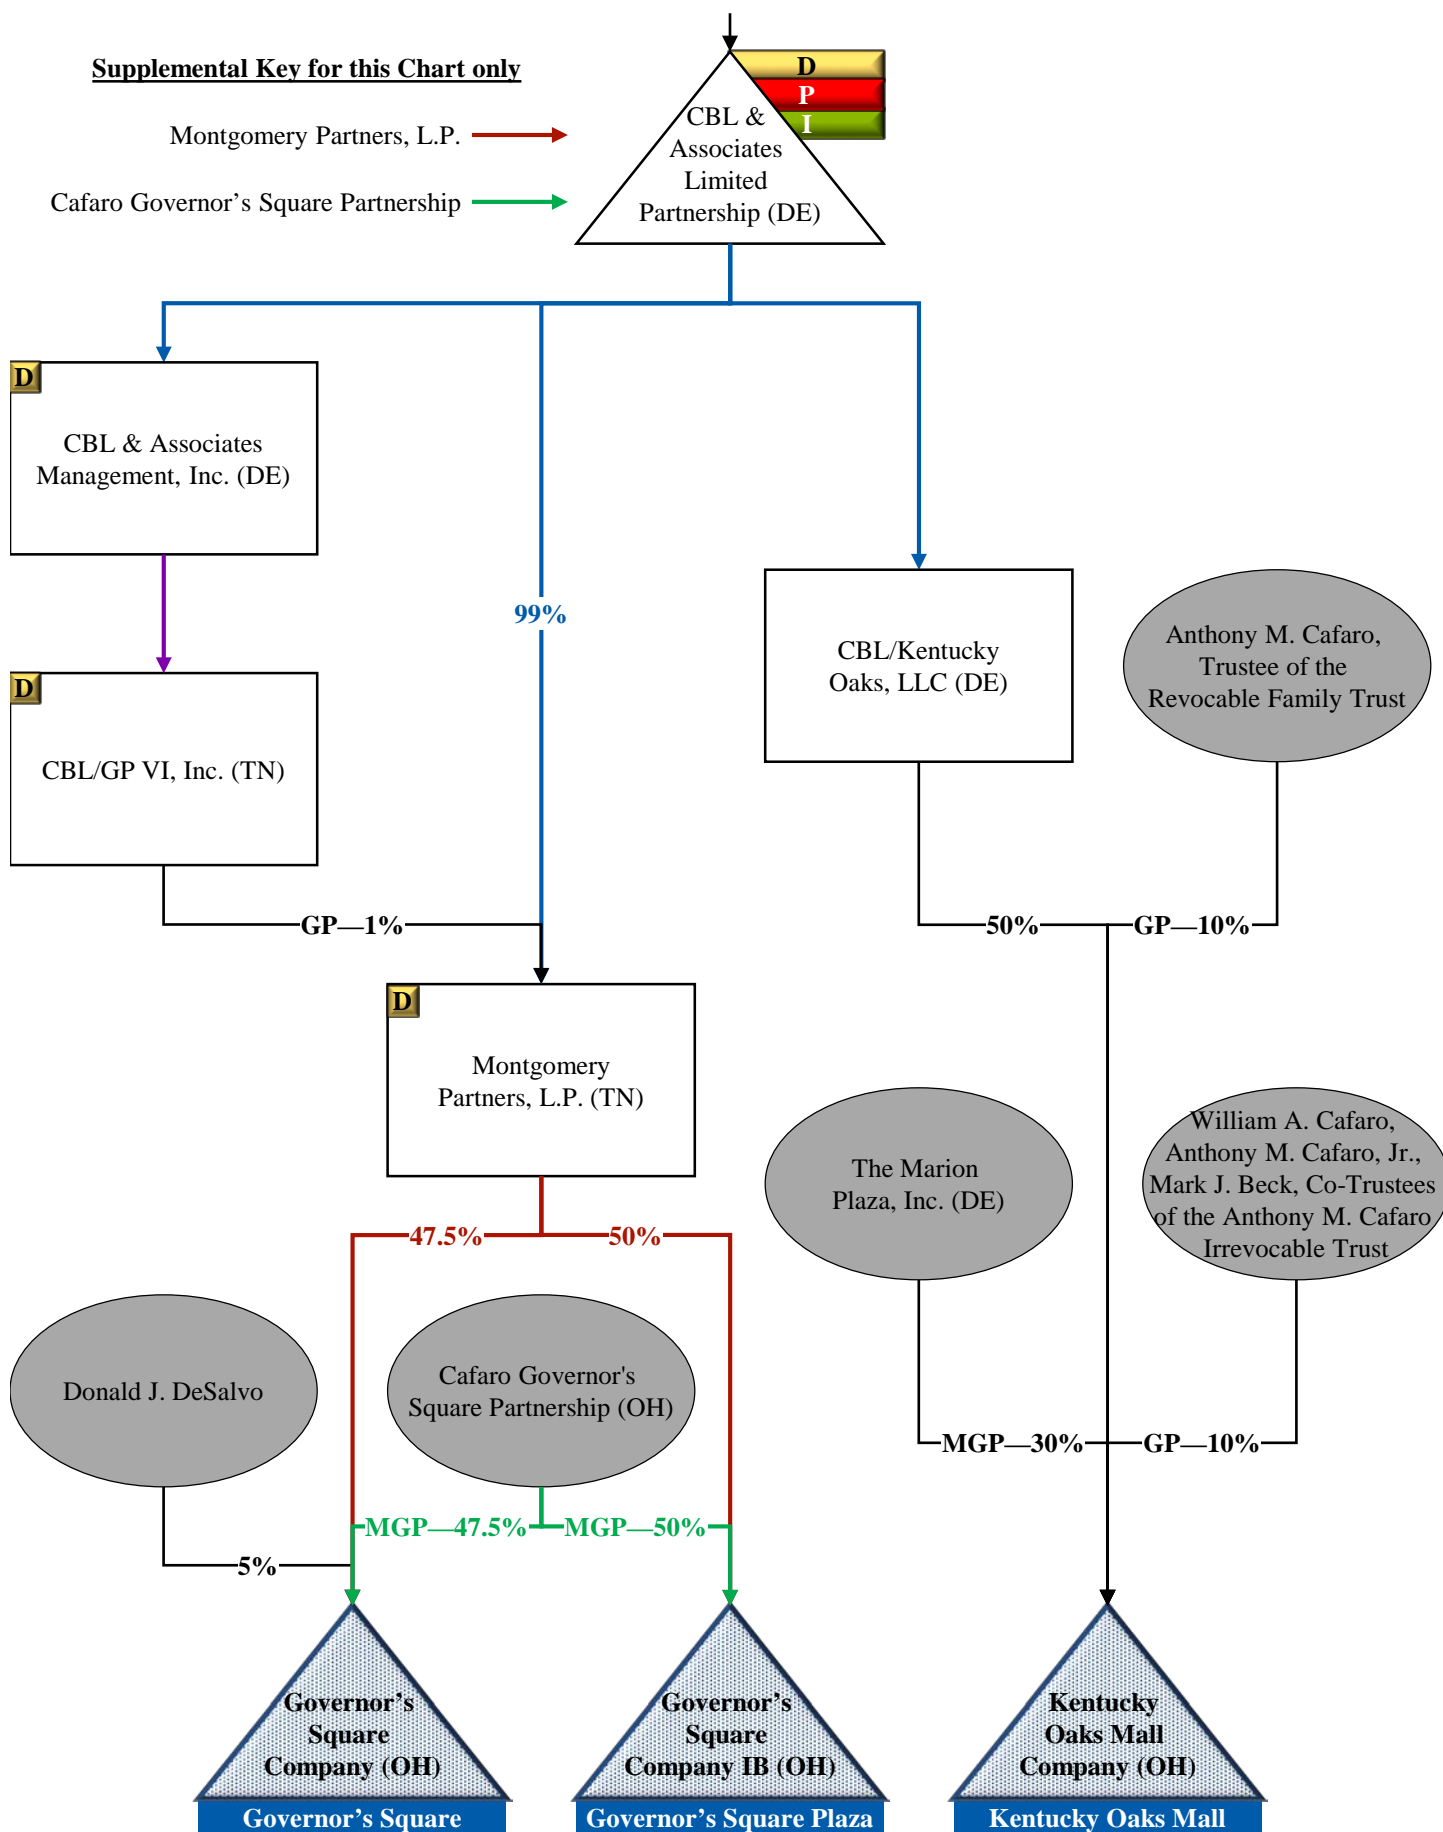 Supplemental Key for this Chart only
Montgomery Partners, L.P.
Cafaro Governor’s Square Partnership
D
P
I
CBL &
Associates
Limited
Partnership (DE)
D
CBL & Associates
Management, Inc. (DE)
99%
D
CBL/GP VI, Inc. (TN)
CBL/Kentucky
Oaks, LLC (DE)
Anthony M. Cafaro,
Trustee of the
Revocable Family Trust
GP—1%
50%
GP—10%
D
Montgomery
Partners, L.P. (TN)
The Marion
Plaza, Inc. (DE)
William A. Cafaro,
Anthony M. Cafaro, Jr.,
Mark J. Beck, Co-Trustees
of the Anthony M. Cafaro
Irrevocable Trust
47.5%
50%
Donald J. DeSalvo
Cafaro Governor's
Square Partnership (OH)
MGP—30%
GP—10%
MGP—47.5%
MGP—50%
5%
Governor’s
Square
Company (OH)
Governor’s Square
Governor’s
Square
Company IB (OH)
Governor’s Square Plaza
Kentucky
Oaks Mall
Company (OH)
Kentucky Oaks Mall